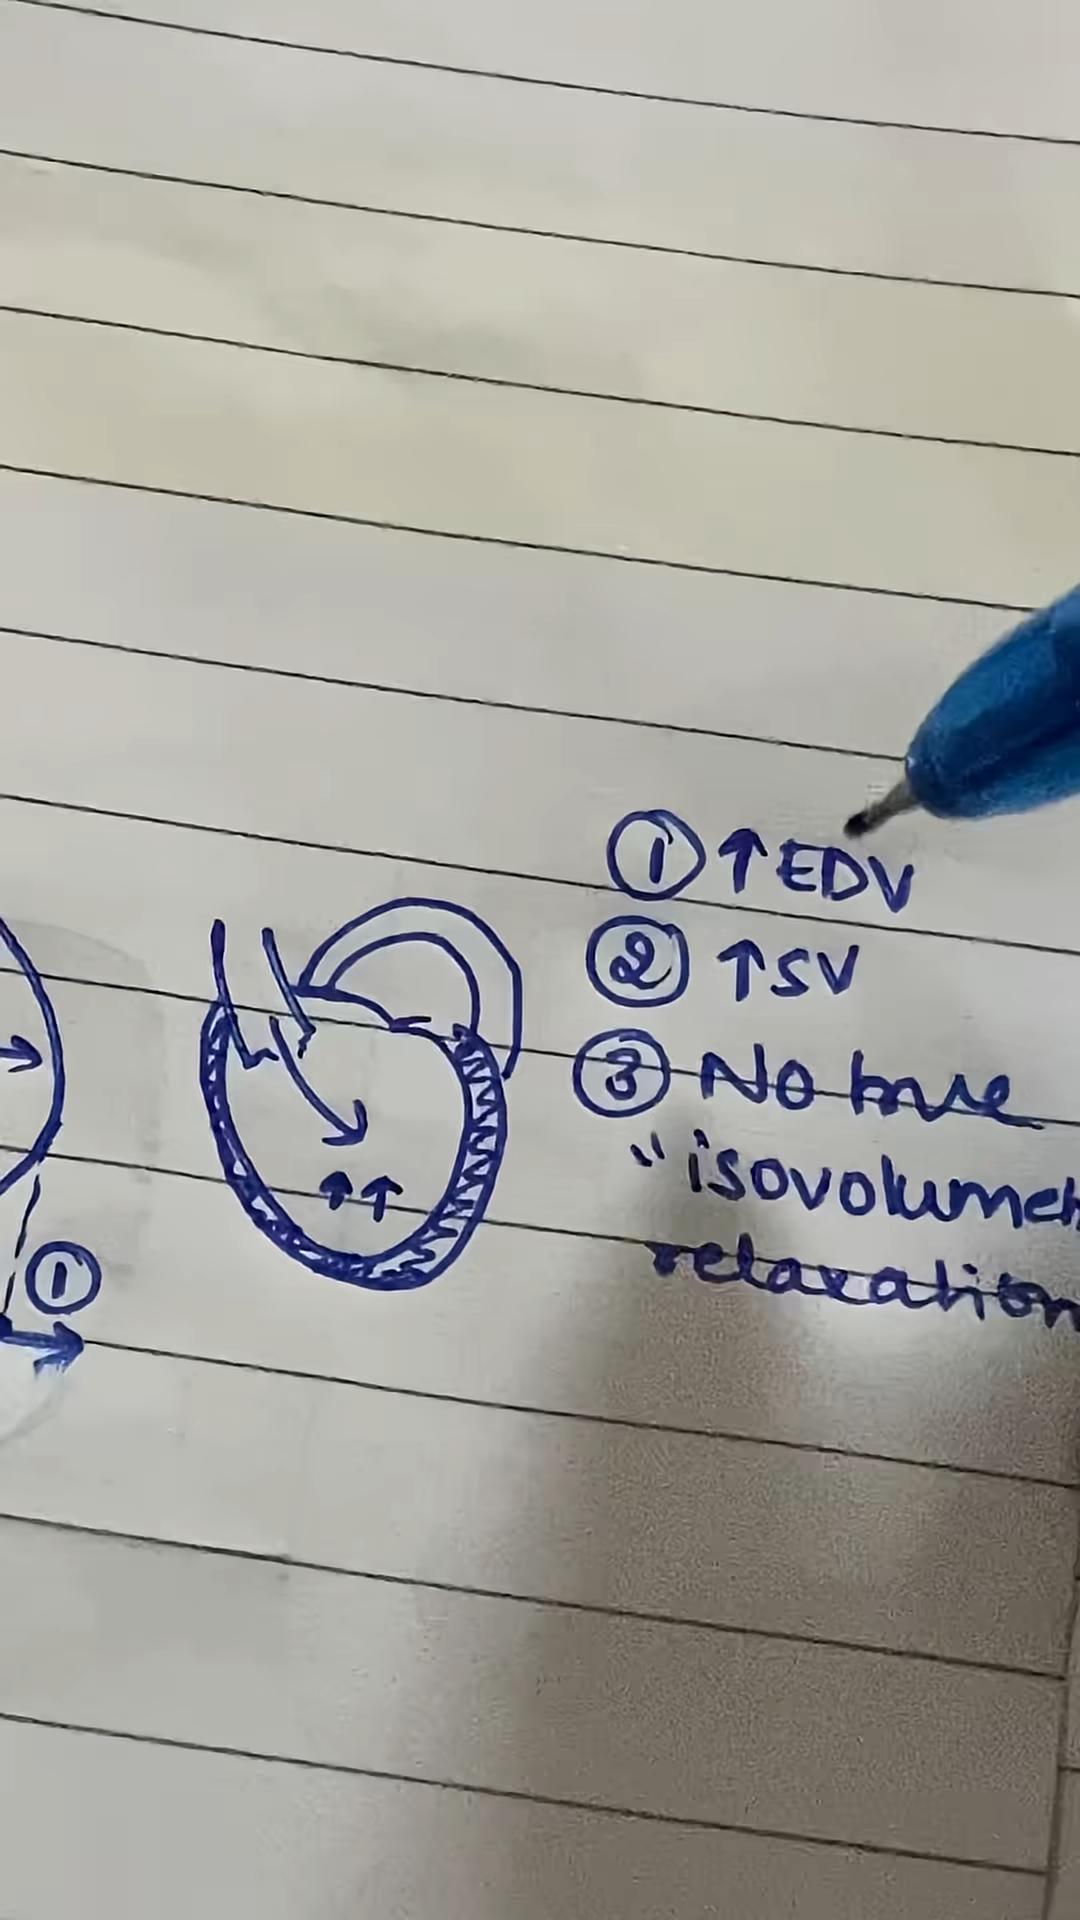 ① ↑EDV
② ↑SV
③ No true
"isovolumet
relaxation
↑↑
①